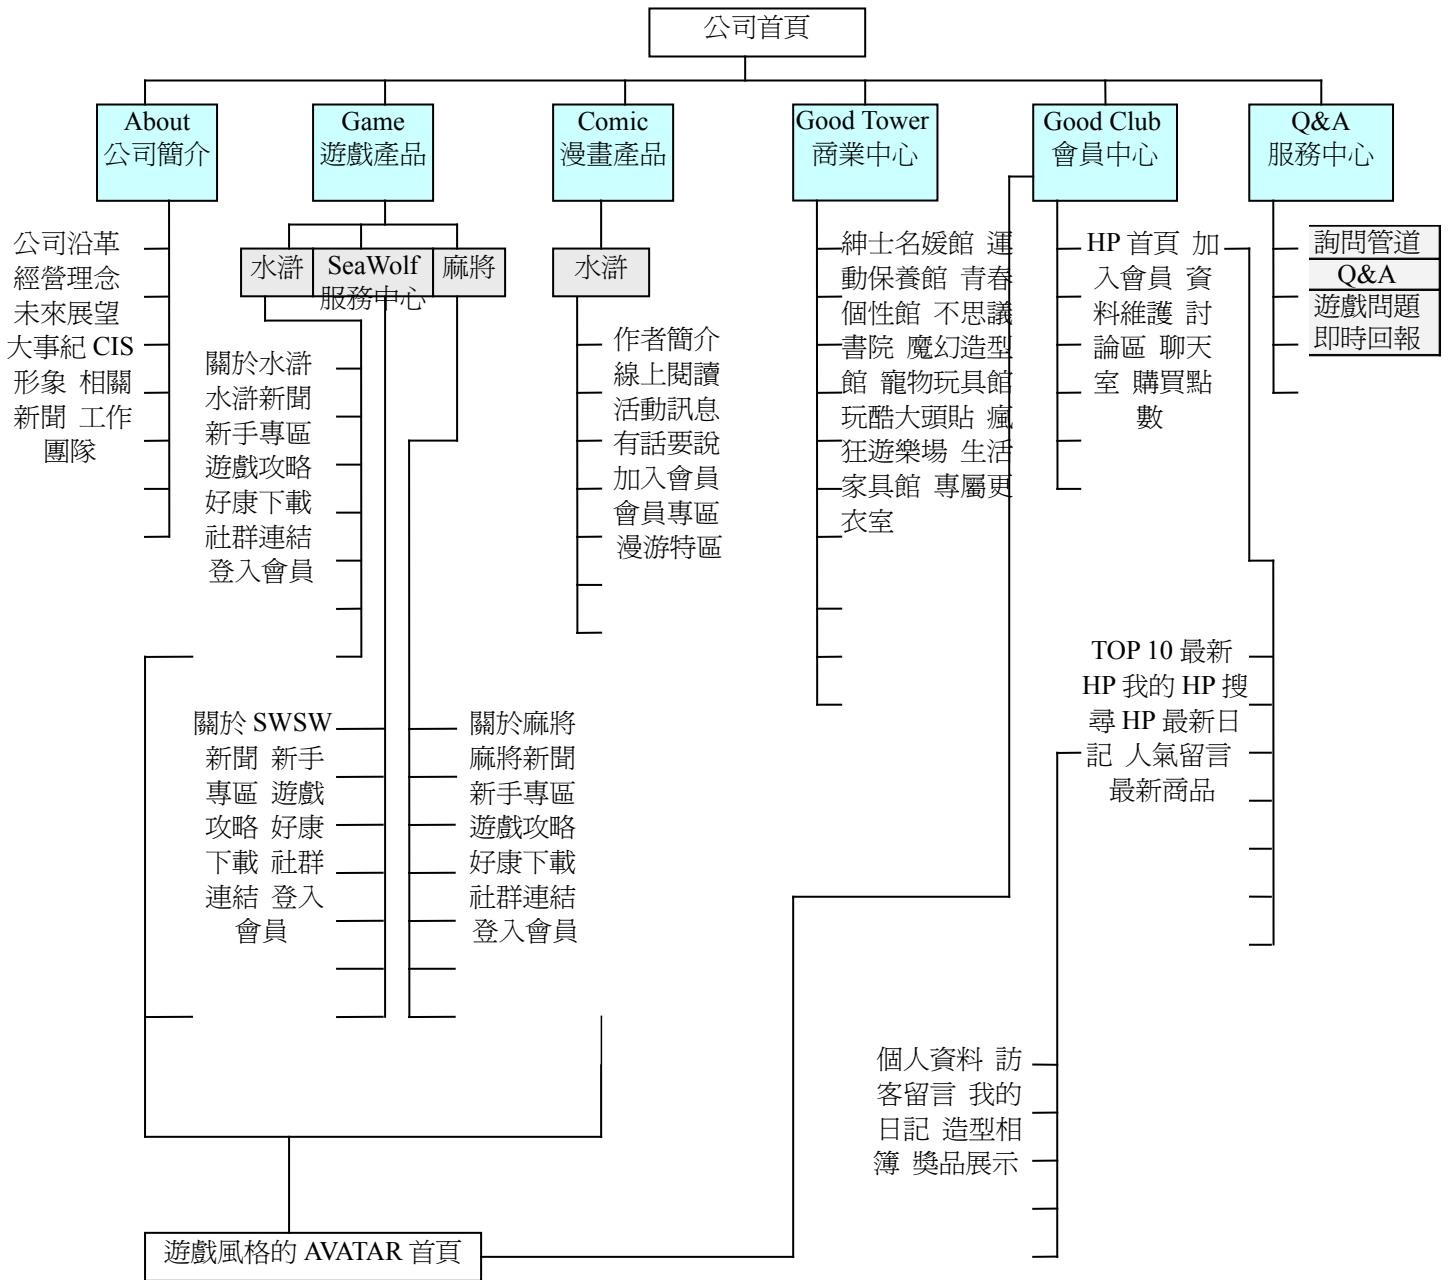 公司首頁
About
公司簡介
Game
遊戲產品
Comic
漫畫產品
Good Tower
商業中心
Good Club
會員中心
Q&A
服務中心
公司沿革
經營理念
未來展望
大事紀 CIS
形象 相關
新聞 工作
團隊
水滸
SeaWolf
服務中心
麻將
水滸
關於水滸
水滸新聞
新手專區
遊戲攻略
好康下載
社群連結
登入會員
作者簡介
線上閱讀
活動訊息
有話要說
加入會員
會員專區
漫游特區
紳士名媛館 運
動保養館 青春
個性館 不思議
書院 魔幻造型
館 寵物玩具館
玩酷大頭貼 瘋
狂遊樂場 生活
家具館 專屬更
衣室
HP 首頁 加
入會員 資
料維護 討
論區 聊天
室 購買點
數
詢問管道
Q&A
遊戲問題
即時回報
關於 SWSW
新聞 新手
專區 遊戲
攻略 好康
下載 社群
連結 登入
會員
關於麻將
麻將新聞
新手專區
遊戲攻略
好康下載
社群連結
登入會員
TOP 10 最新
HP 我的 HP 搜
尋 HP 最新日
記 人氣留言
最新商品
個人資料 訪
客留言 我的
日記 造型相
簿 獎品展示
遊戲風格的 AVATAR 首頁